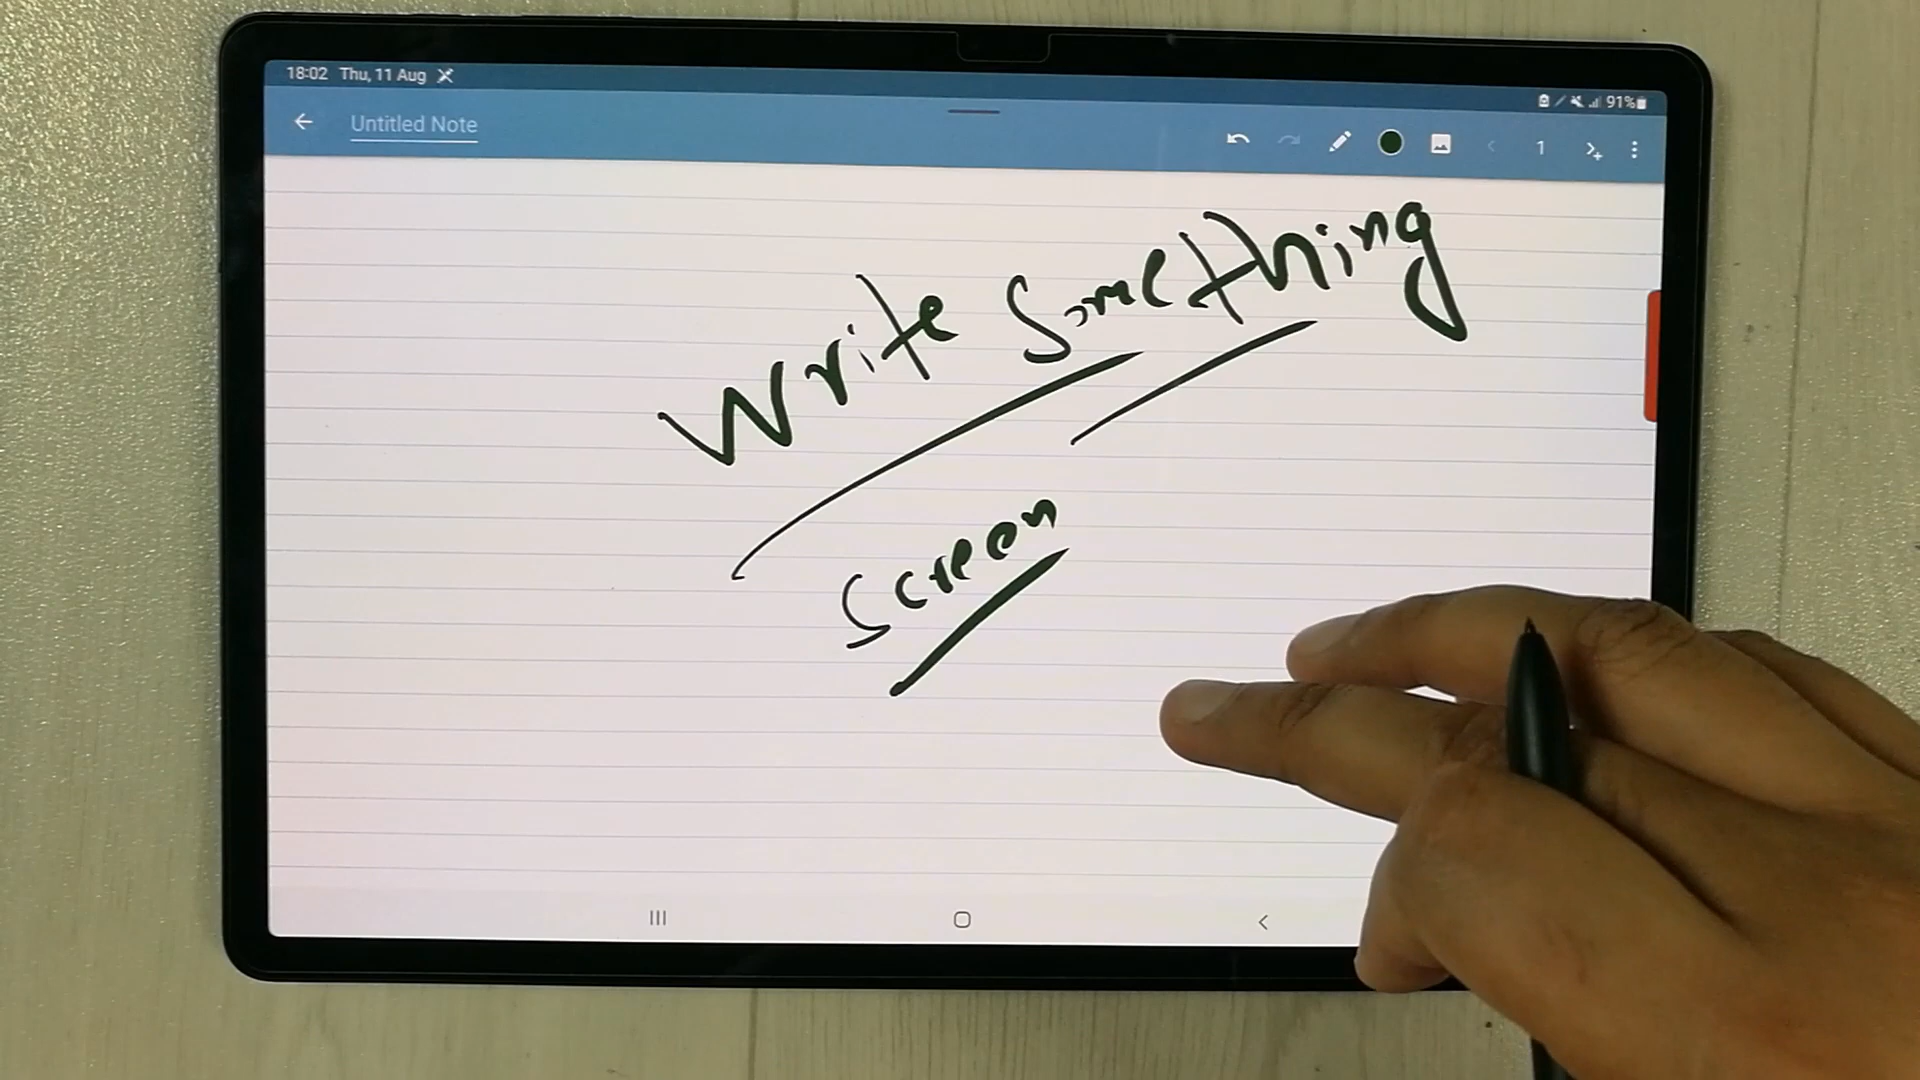 18:02 Thu, 11 Aug
91%
Untitled Note
1
Write Something
Screen